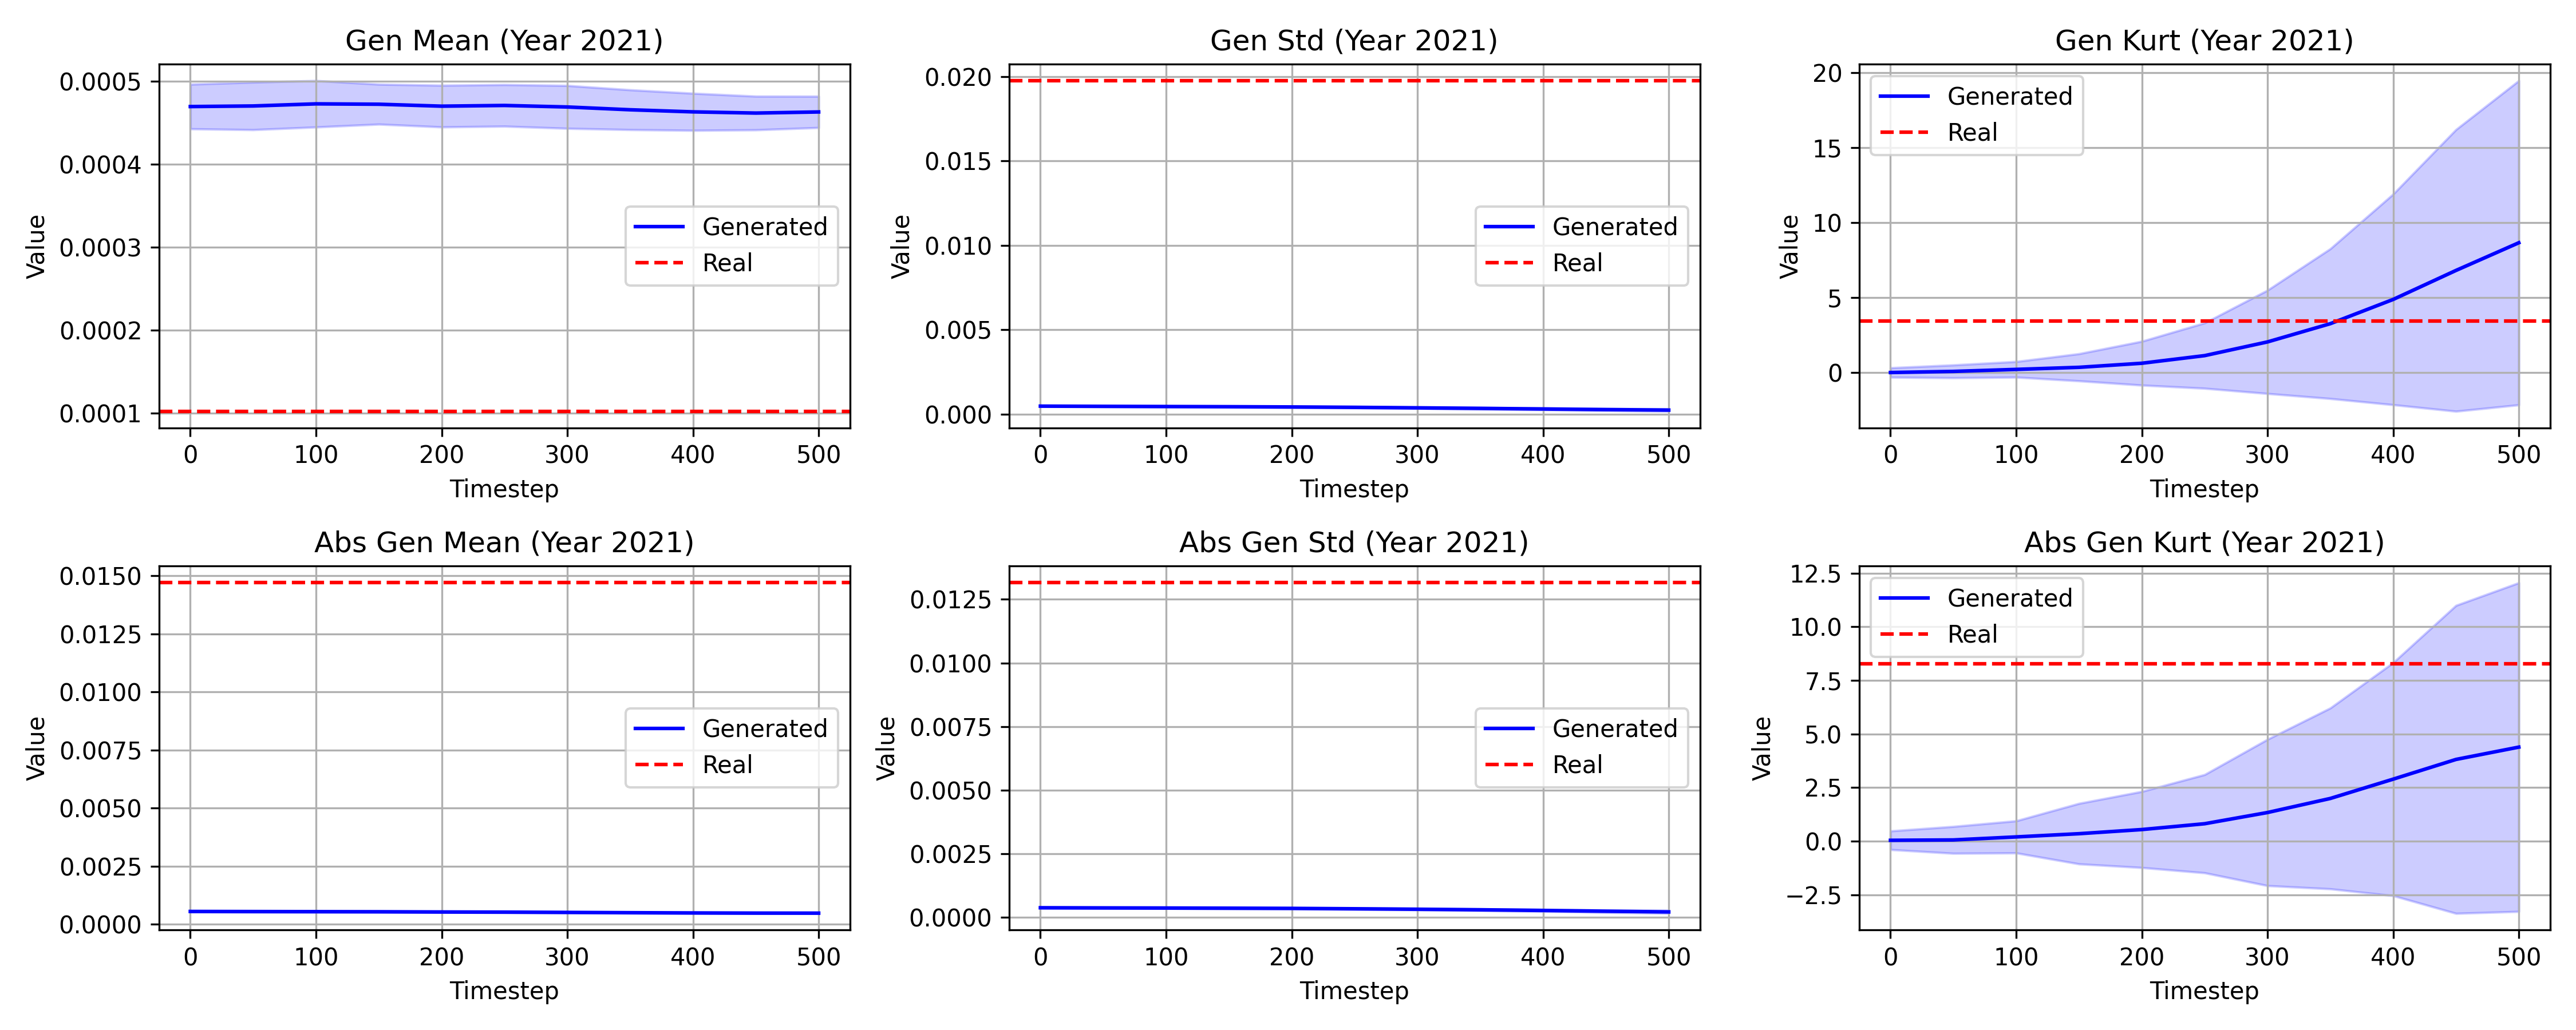 Gen Mean (Year 2021)
0.0005
0.0004
0.0003
0.0002
0.0001
Value
Generated
Real
0 100 200 300 400 500
Timestep
Gen Std (Year 2021)
0.020
0.015
0.010
0.005
0.000
Value
Generated
Real
0 100 200 300 400 500
Timestep
Gen Kurt (Year 2021)
20
15
10
5
0
Value
Generated
Real
0 100 200 300 400 500
Timestep
Abs Gen Mean (Year 2021)
0.0150
0.0125
0.0100
0.0075
0.0050
0.0025
0.0000
Value
Generated
Real
0 100 200 300 400 500
Timestep
Abs Gen Std (Year 2021)
0.0125
0.0100
0.0075
0.0050
0.0025
0.0000
Value
Generated
Real
0 100 200 300 400 500
Timestep
Abs Gen Kurt (Year 2021)
12.5
10.0
7.5
5.0
2.5
0.0
−2.5
Value
Generated
Real
0 100 200 300 400 500
Timestep